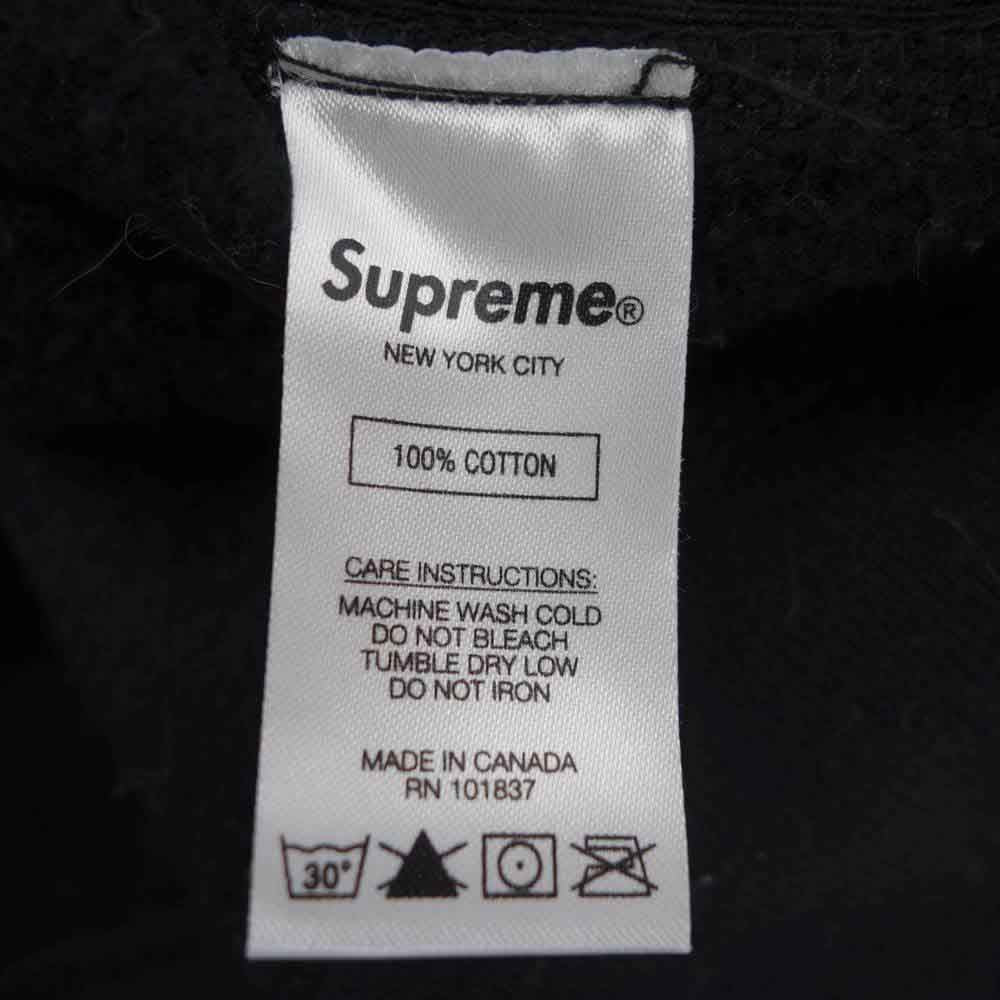 Supreme®
NEW YORK CITY
100% COTTON
CARE INSTRUCTIONS:
MACHINE WASH COLD
DO NOT BLEACH
TUMBLE DRY LOW
DO NOT IRON
MADE IN CANADA
RN 101837
30°